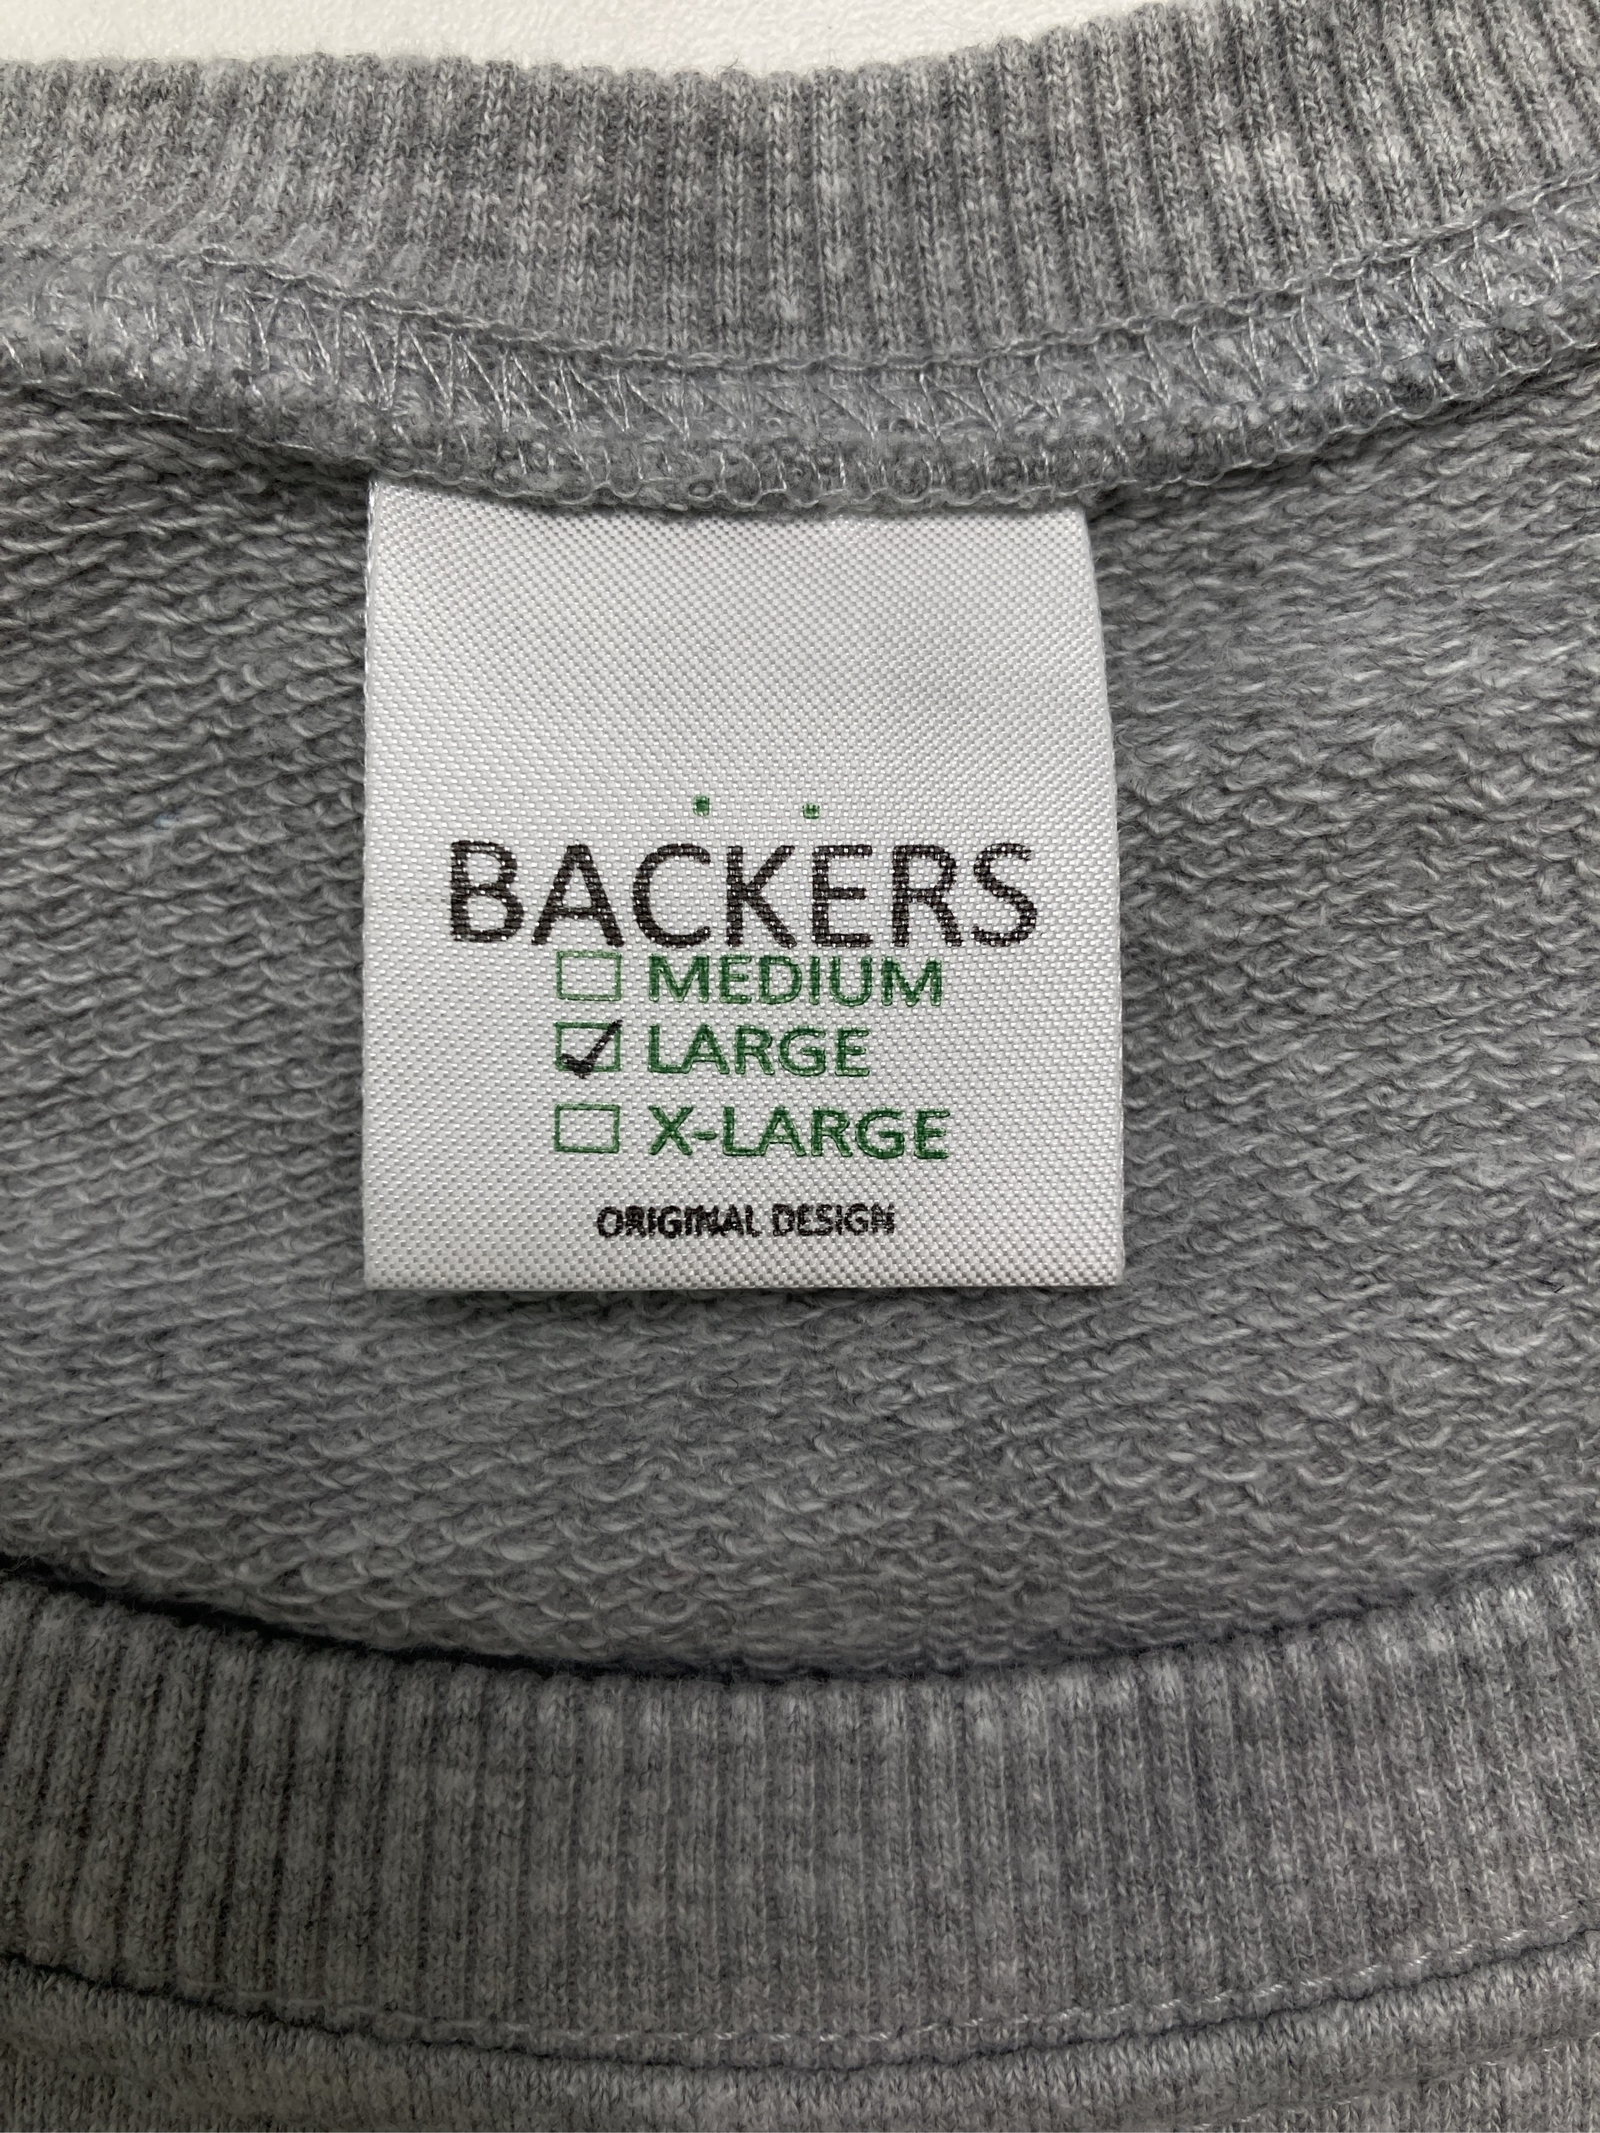 BACKERS
MEDIUM
LARGE
X-LARGE
ORIGINAL DESIGN